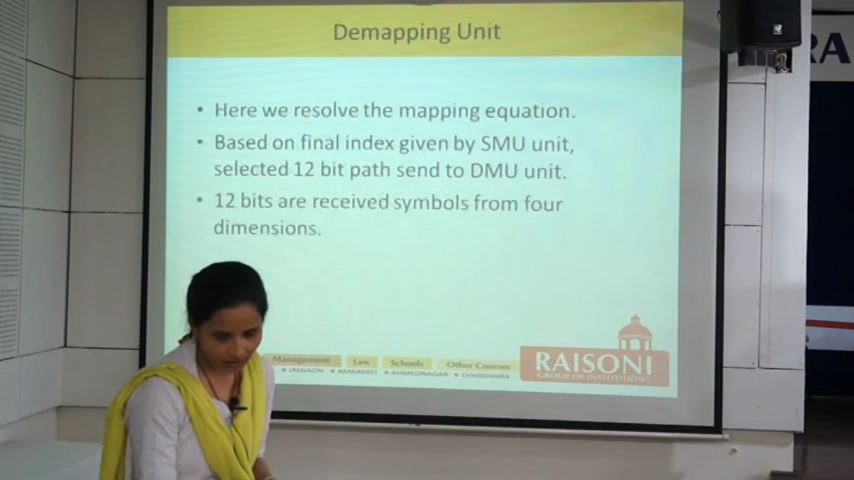 Demapping Unit
• Here we resolve the mapping equation.
• Based on final index given by SMU unit,
selected 12 bit path send to DMU unit.
• 12 bits are received symbols from four
dimensions.
Management Law Schools Other Courses
JALGAON AMRAVATI AHMEDNAGAR CHHINDWARA
RAISONI
GROUP OF INSTITUTIONS
RA